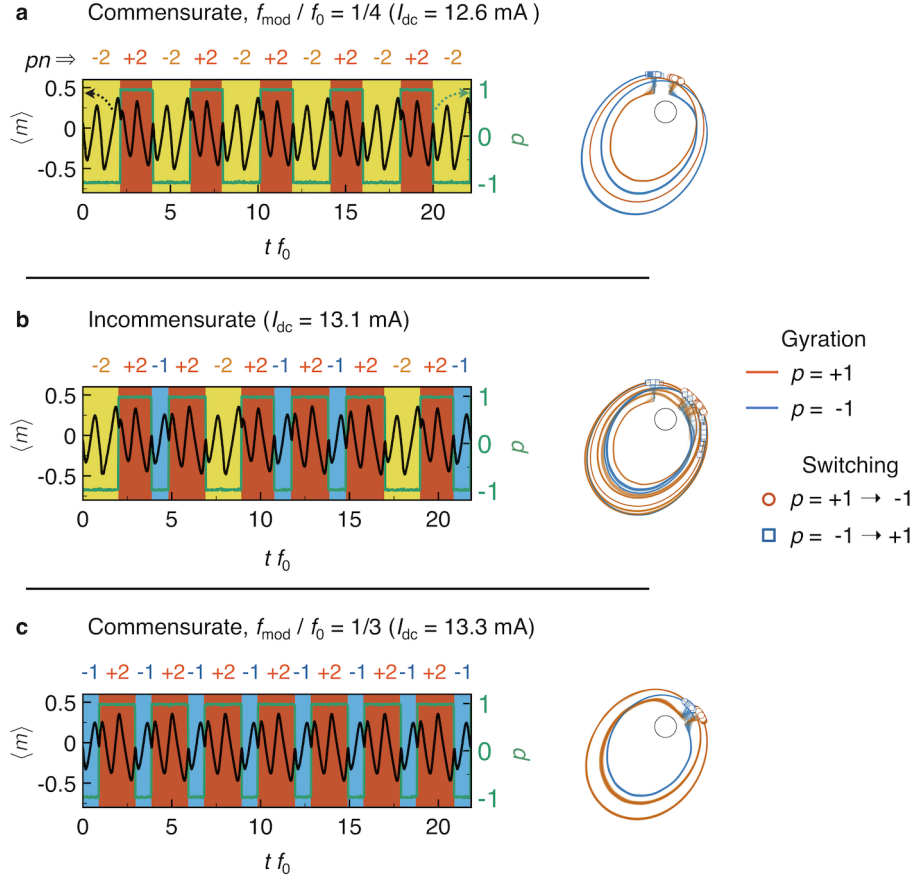 a Commensurate, fmod / f0 = 1/4 (Idc = 12.6 mA )
pn ⇒ -2 +2 -2 +2 -2 +2 -2 +2 -2 +2 -2
0.5 0 -0.5
⟨m⟩
1 0 -1
p
0 5 10 15 20
t f0
b Incommensurate (Idc = 13.1 mA)
-2 +2 -1 +2 -2 +2 -1 +2 -1 +2 -2 +2 -1
0.5 0 -0.5
⟨m⟩
1 0 -1
p
0 5 10 15 20
t f0
Gyration
p = +1
p = -1
Switching
p = +1 → -1
p = -1 → +1
c Commensurate, fmod / f0 = 1/3 (Idc = 13.3 mA)
-1 +2 -1 +2 -1 +2 -1 +2 -1 +2 -1 +2 -1 +2 -1
0.5 0 -0.5
⟨m⟩
1 0 -1
p
0 5 10 15 20
t f0